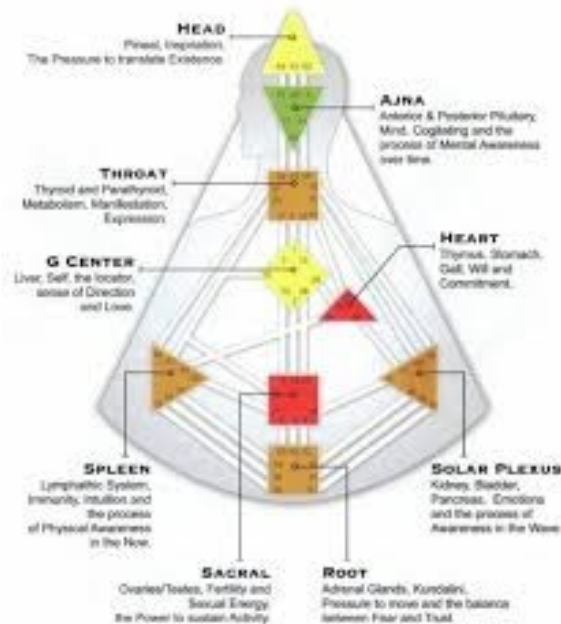 HEAD
Pineal, Inspiration,
The Pressure to translate Existence.
AJNA
Anterior & Posterior Pituitary,
Mind, Cogitating and the
process of Mental Awareness
over time.
THROAT
Thyroid and Parathyroid,
Metabolism, Manifestation,
Expression.
G CENTER
Liver, Self, the locator,
sense of Direction
and Love.
HEART
Thymus, Stomach,
Gall, Will and
Commitment.
SPLEEN
Lymphathic System,
Immunity, Intuition and
the process
of Physical Awareness
in the Now.
SOLAR PLEXUS
Kidney, Bladder,
Pancreas, Emotions
and the process of
Awareness in the Wave
SACRAL
Ovaries/Testes, Fertility and
Sexual Energy,
the Power to sustain Activity.
ROOT
Adrenal Glands, Kundalini,
Pressure to move and the balance
between Fear and Trust.